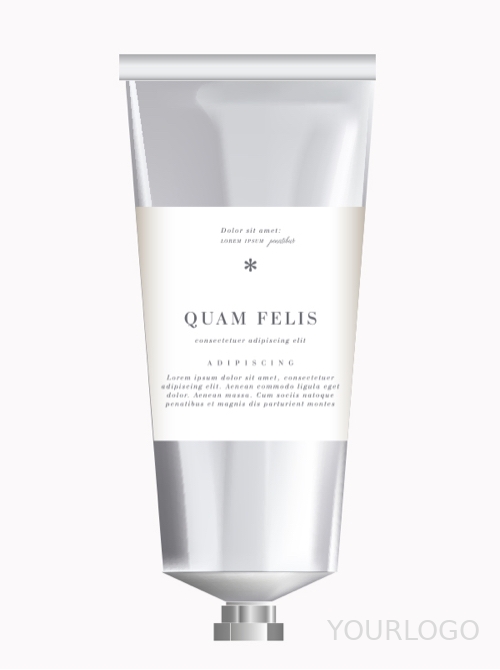 Dolor sit amet:
LOREM IPSUM penatibus
*
QUAM FELIS
consectetuer adipiscing elit
ADIPISCING
Lorem ipsum dolor sit amet, consectetuer
adipiscing elit. Aenean commodo ligula eget
dolor. Aenean massa. Cum sociis natoque
penatibus et magnis dis parturient montes
YOURLOGO